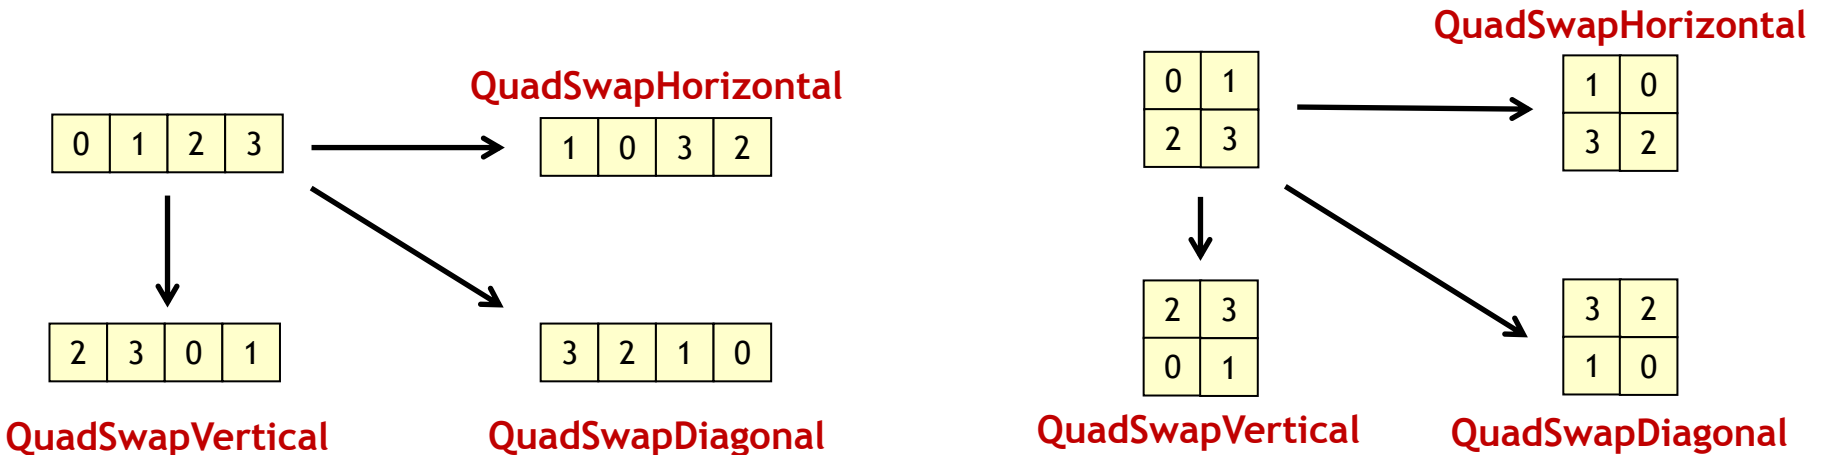 QuadSwapHorizontal
0 1 2 3
1 0 3 2
2 3 0 1
3 2 1 0
QuadSwapVertical
QuadSwapDiagonal
QuadSwapHorizontal
0 1
2 3
1 0
3 2
2 3
0 1
3 2
1 0
QuadSwapVertical
QuadSwapDiagonal